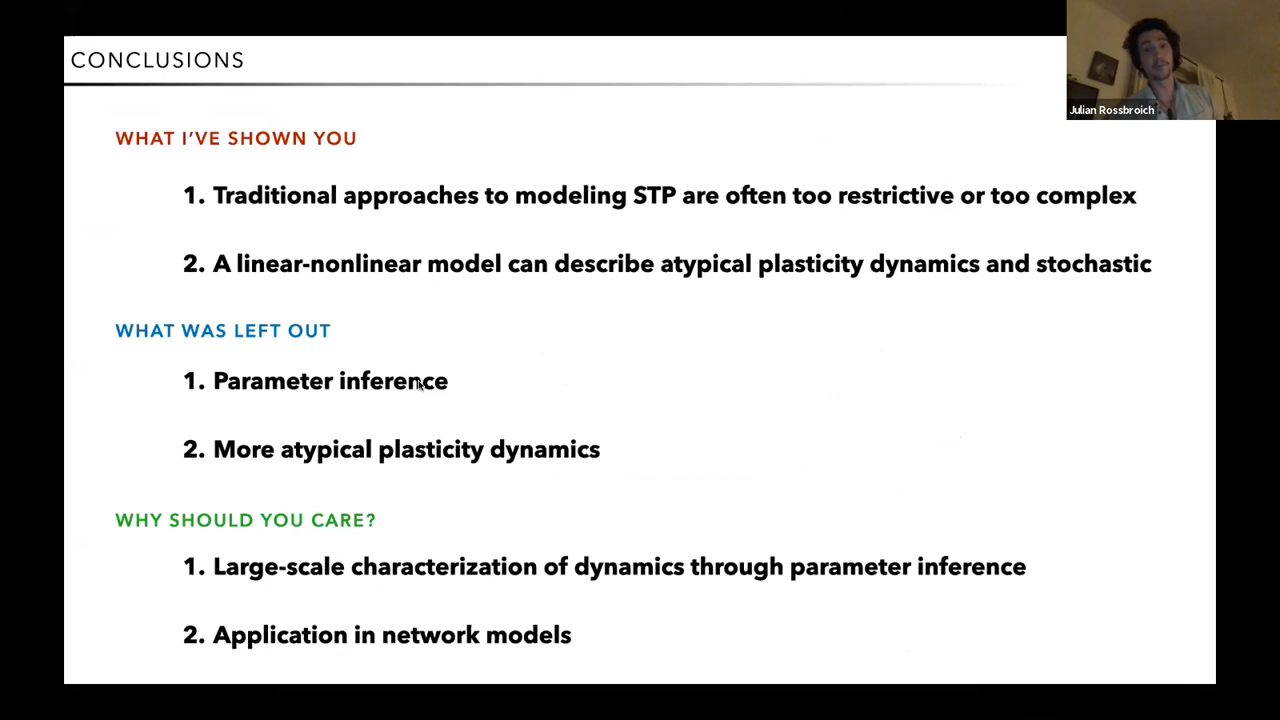 CONCLUSIONS
Julian Rossbroich
WHAT I'VE SHOWN YOU
1. Traditional approaches to modeling STP are often too restrictive or too complex
2. A linear-nonlinear model can describe atypical plasticity dynamics and stochastic
WHAT WAS LEFT OUT
1. Parameter inference
2. More atypical plasticity dynamics
WHY SHOULD YOU CARE?
1. Large-scale characterization of dynamics through parameter inference
2. Application in network models